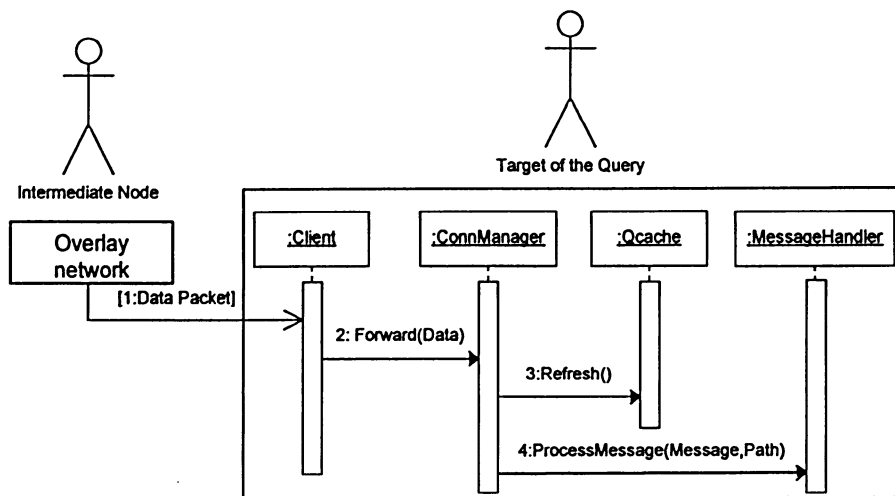 Target of the Query
Intermediate Node
Overlay
network
:Client
:ConnManager
:Qcache
:MessageHandler
[1:Data Packet]
2: Forward(Data)
3:Refresh()
4:ProcessMessage(Message,Path)